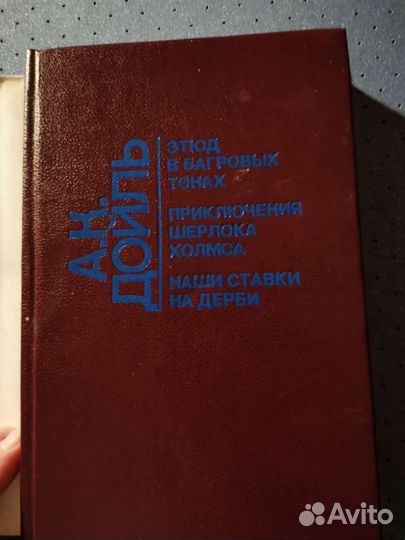 А.К.
ДОЙЛЬ
ЭТЮД
В БАГРОВЫХ
ТОНАХ
ПРИКЛЮЧЕНИЯ
ШЕРЛОКА
ХОЛМСА
НАШИ СТАВКИ
НА ДЕРБИ
Avito